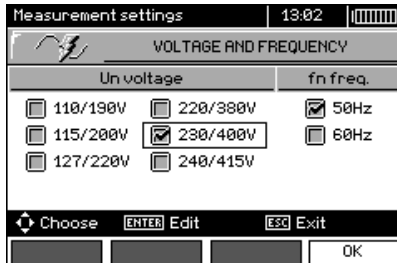 Measurement settings 13:02
VOLTAGE AND FREQUENCY
Un voltage fn freq.
110/190V 220/380V 50Hz
115/200V 230/400V 60Hz
127/220V 240/415V
Choose ENTER Edit ESC Exit
OK